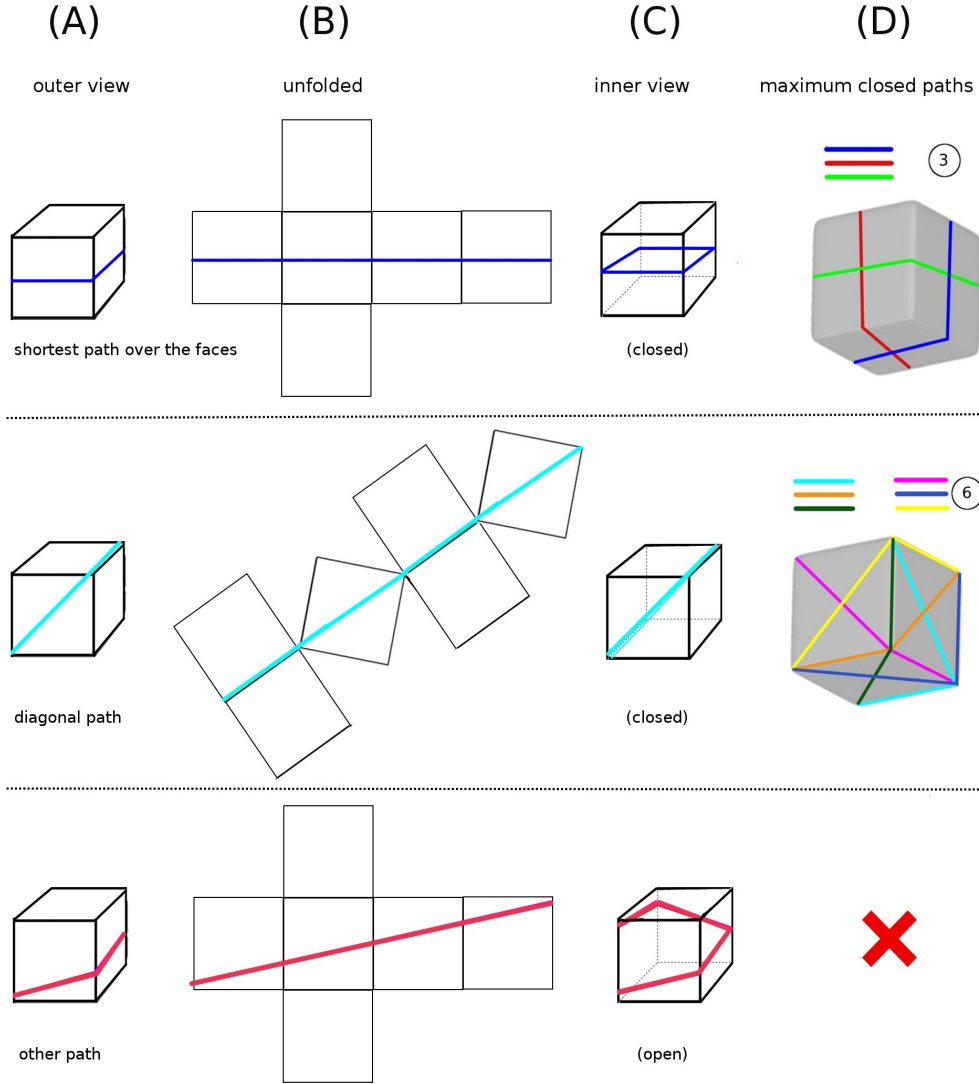 (A) (B) (C) (D)
outer view unfolded inner view maximum closed paths
3
shortest path over the faces (closed)
6
diagonal path (closed)
other path (open)